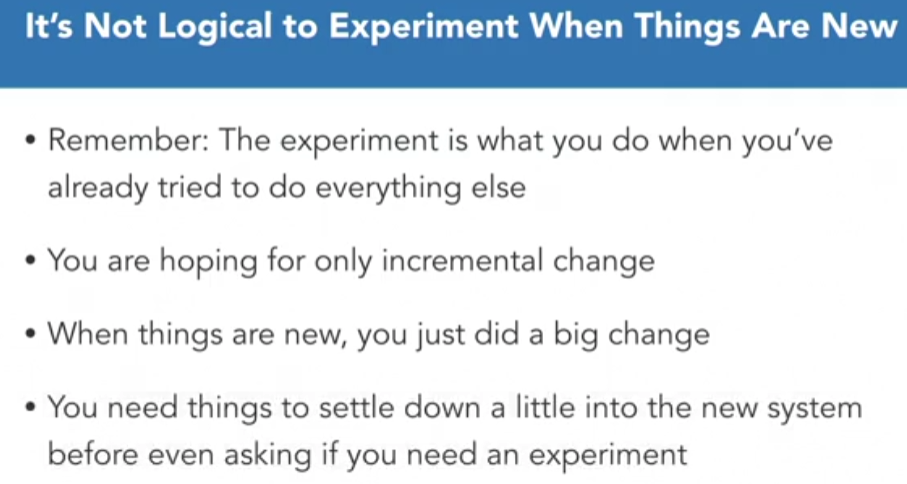 It's Not Logical to Experiment When Things Are New
• Remember: The experiment is what you do when you've
already tried to do everything else
• You are hoping for only incremental change
• When things are new, you just did a big change
• You need things to settle down a little into the new system
before even asking if you need an experiment